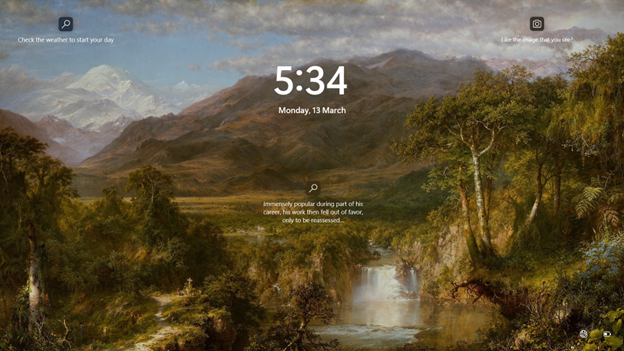 Check the weather to start your day
Like the image that you see?
5:34
Monday, 13 March
Immensely popular during part of his
career, his work then fell out of favor,
only to be reassessed...